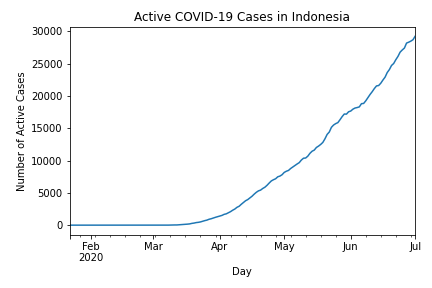 Active COVID-19 Cases in Indonesia
30000
25000
20000
15000
10000
5000
0
Number of Active Cases
Feb Mar Apr May Jun Jul
2020
Day